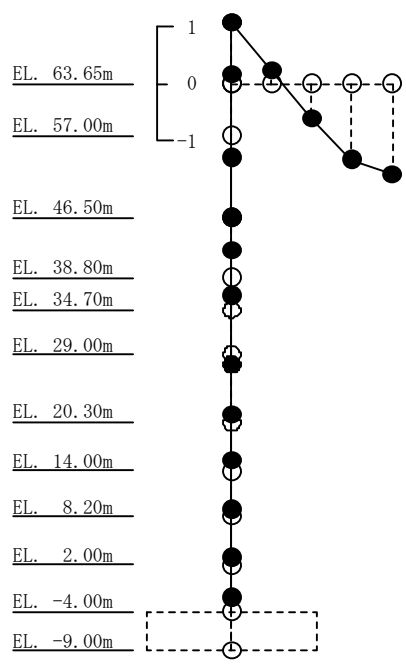 1
EL. 63.65m
0
EL. 57.00m
-1
EL. 46.50m
EL. 38.80m
EL. 34.70m
EL. 29.00m
EL. 20.30m
EL. 14.00m
EL. 8.20m
EL. 2.00m
EL. -4.00m
EL. -9.00m